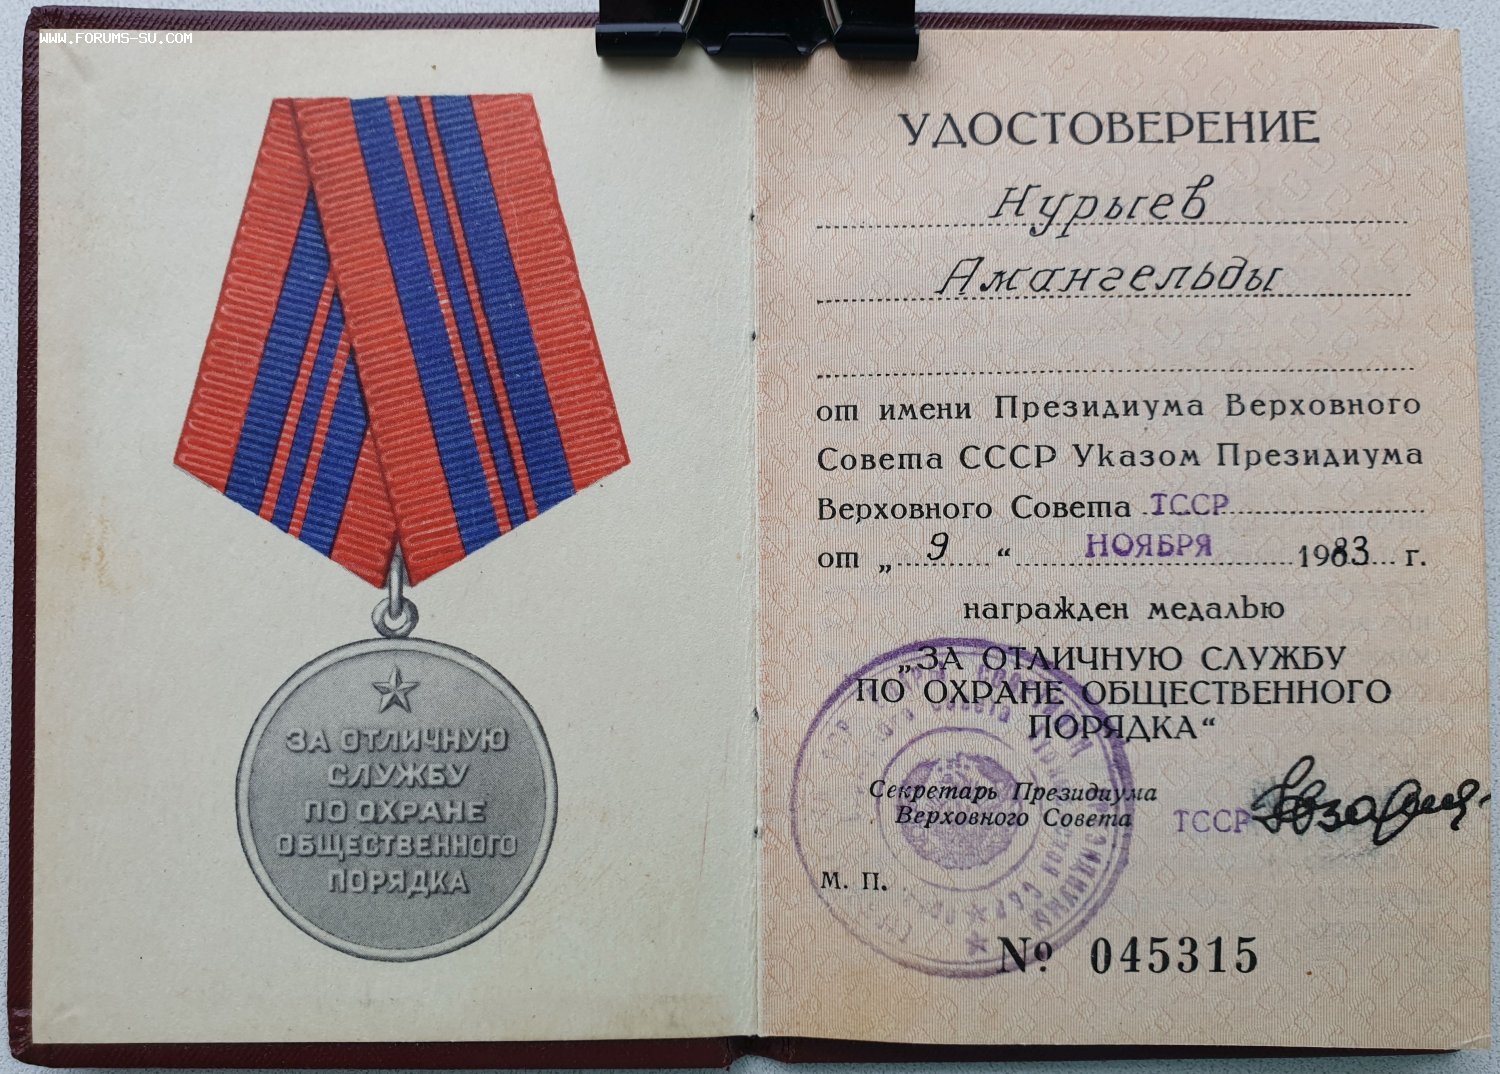 WWW.FORUMS-SU.COM
ЗА ОТЛИЧНУЮ
СЛУЖБУ
ПО ОХРАНЕ
ОБЩЕСТВЕННОГО
ПОРЯДКА
УДОСТОВЕРЕНИЕ
Нурыев
Амангельды
от имени Президиума Верховного
Совета СССР Указом Президиума
Верховного Совета ТССР
от „ 9 “ НОЯБРЯ 1983 г.
награжден медалью
„ЗА ОТЛИЧНУЮ СЛУЖБУ
ПО ОХРАНЕ ОБЩЕСТВЕННОГО
ПОРЯДКА“
Секретарь Президиума
Верховного Совета ТССР
М. П.
№ 045315